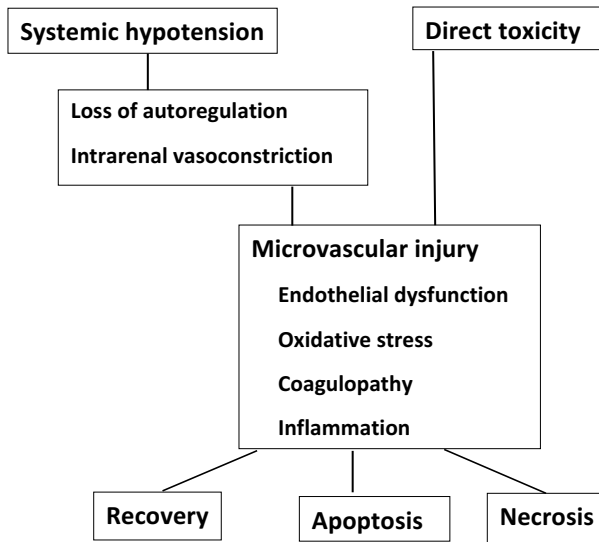 Systemic hypotension
Direct toxicity
Loss of autoregulation
Intrarenal vasoconstriction
Microvascular injury
Endothelial dysfunction
Oxidative stress
Coagulopathy
Inflammation
Recovery
Apoptosis
Necrosis